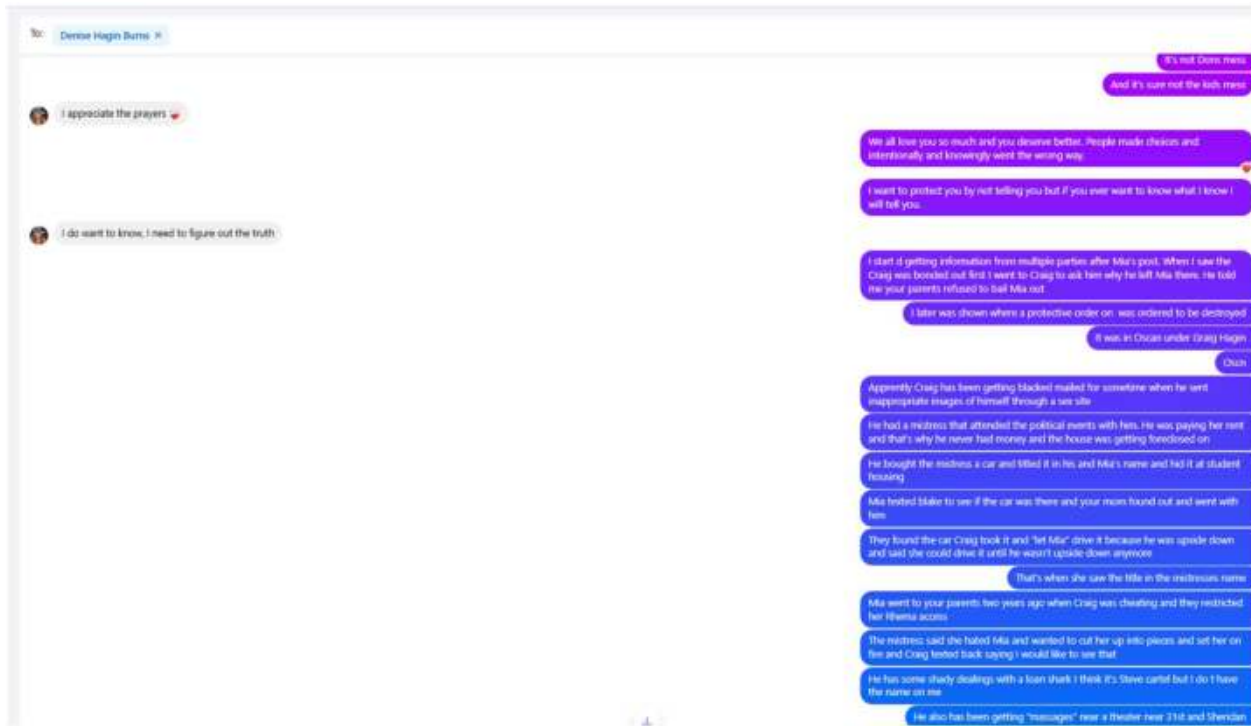 To:
Denise Hagin Burns
It's not Dons mess
And it's sure not the kids mess
I appreciate the prayers
We all love you so much and you deserve better. People made choices and
intentionally and knowingly went the wrong way.
I want to protect you by not telling you but if you ever want to know what I know I
will tell you.
I do want to know, I need to figure out the truth
I start d getting information from multiple parties after Mia's post. When I saw the
Craig was bonded out first I went to Craig to ask him why he left Mia there. He told
me your parents refused to bail Mia out
I later was shown where a protective order on was ordered to be destroyed
It was in Oscan under Graig Hagin
Oscn
Apprently Craig has been getting blacked mailed for sometime when he sent
inappropriate images of himself through a sex site
He had a mistress that attended the political events with him. He was paying her rent
and that's why he never had money and the house was getting foreclosed on
He bought the mistress a car and titled it in his and Mia's name and hid it at student
housing
Mia texted blake to see if the car was there and your mom found out and went with
him
They found the car Craig took it and "let Mia" drive it because he was upside down
and said she could drive it until he wasn't upside down anymore
That's when she saw the title in the mistresses name
Mia went to your parents two years ago when Craig was cheating and they restricted
her Rhema access
The mistress said she hated Mia and wanted to cut her up into pieces and set her on
fire and Craig texted back saying I would like to see that
He has some shady dealings with a loan shark I think it's Steve cartel but I do t have
the name on me
He also has been getting "massages" near a theater near 31st and Sheridan